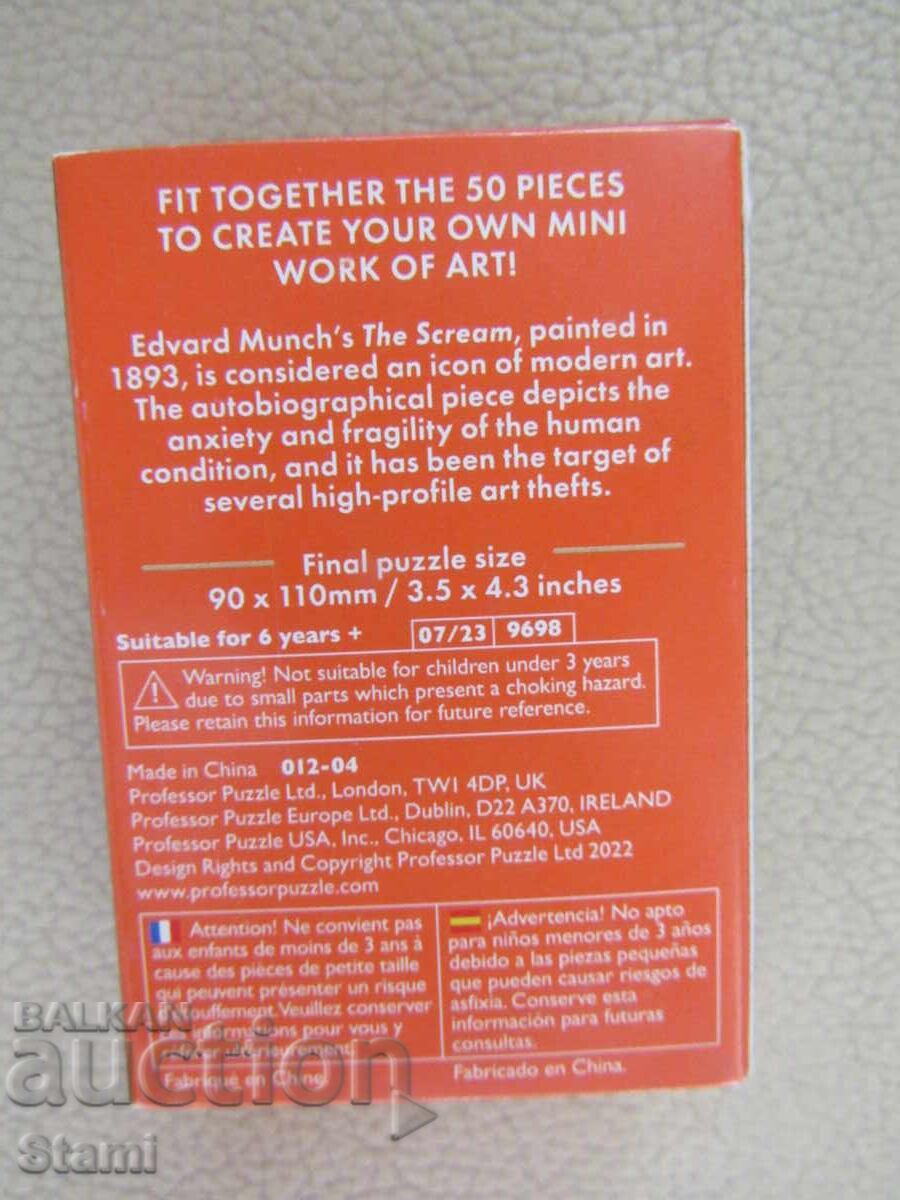 FIT TOGETHER THE 50 PIECES
TO CREATE YOUR OWN MINI
WORK OF ART!
Edvard Munch's The Scream, painted in
1893, is considered an icon of modern art.
The autobiographical piece depicts the
anxiety and fragility of the human
condition, and it has been the target of
several high-profile art thefts.
Final puzzle size
90 x 110mm / 3.5 x 4.3 inches
Suitable for 6 years + 07/23 9698
Warning! Not suitable for children under 3 years
due to small parts which present a choking hazard.
Please retain this information for future reference.
Made in China 012-04
Professor Puzzle Ltd., London, TW1 4DP, UK
Professor Puzzle Europe Ltd., Dublin, D22 A370, IRELAND
Professor Puzzle USA, Inc., Chicago, IL 60640, USA
Design Rights and Copyright Professor Puzzle Ltd 2022
www.professorpuzzle.com
Attention! Ne convient pas
aux enfants de moins de 3 ans à
cause des pièces de petite taille
qui peuvent présenter un risque
d'étouffement. Veuillez conserver
informations pour vous y
ultérieurement.
Fabriqué en Chine.
¡Advertencia! No apto
para niños menores de 3 años
debido a las piezas pequeñas
que pueden causar riesgos de
asfixia. Conserve esta
información para futuras
consultas.
Fabricado en China.
BALKAN
auction
Stami